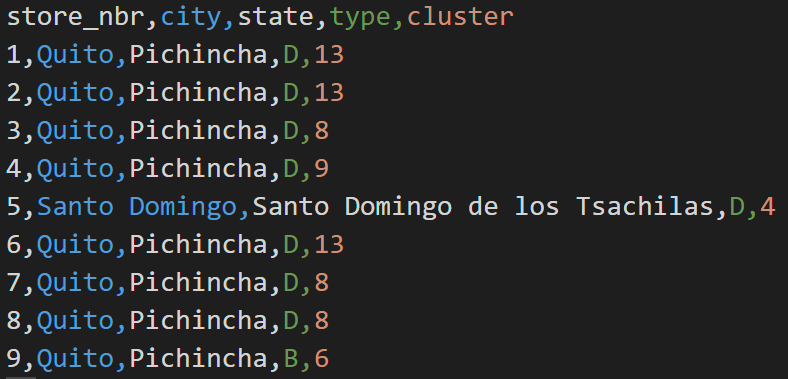 store_nbr,city,state,type,cluster
1,Quito,Pichincha,D,13
2,Quito,Pichincha,D,13
3,Quito,Pichincha,D,8
4,Quito,Pichincha,D,9
5,Santo Domingo,Santo Domingo de los Tsachilas,D,4
6,Quito,Pichincha,D,13
7,Quito,Pichincha,D,8
8,Quito,Pichincha,D,8
9,Quito,Pichincha,B,6